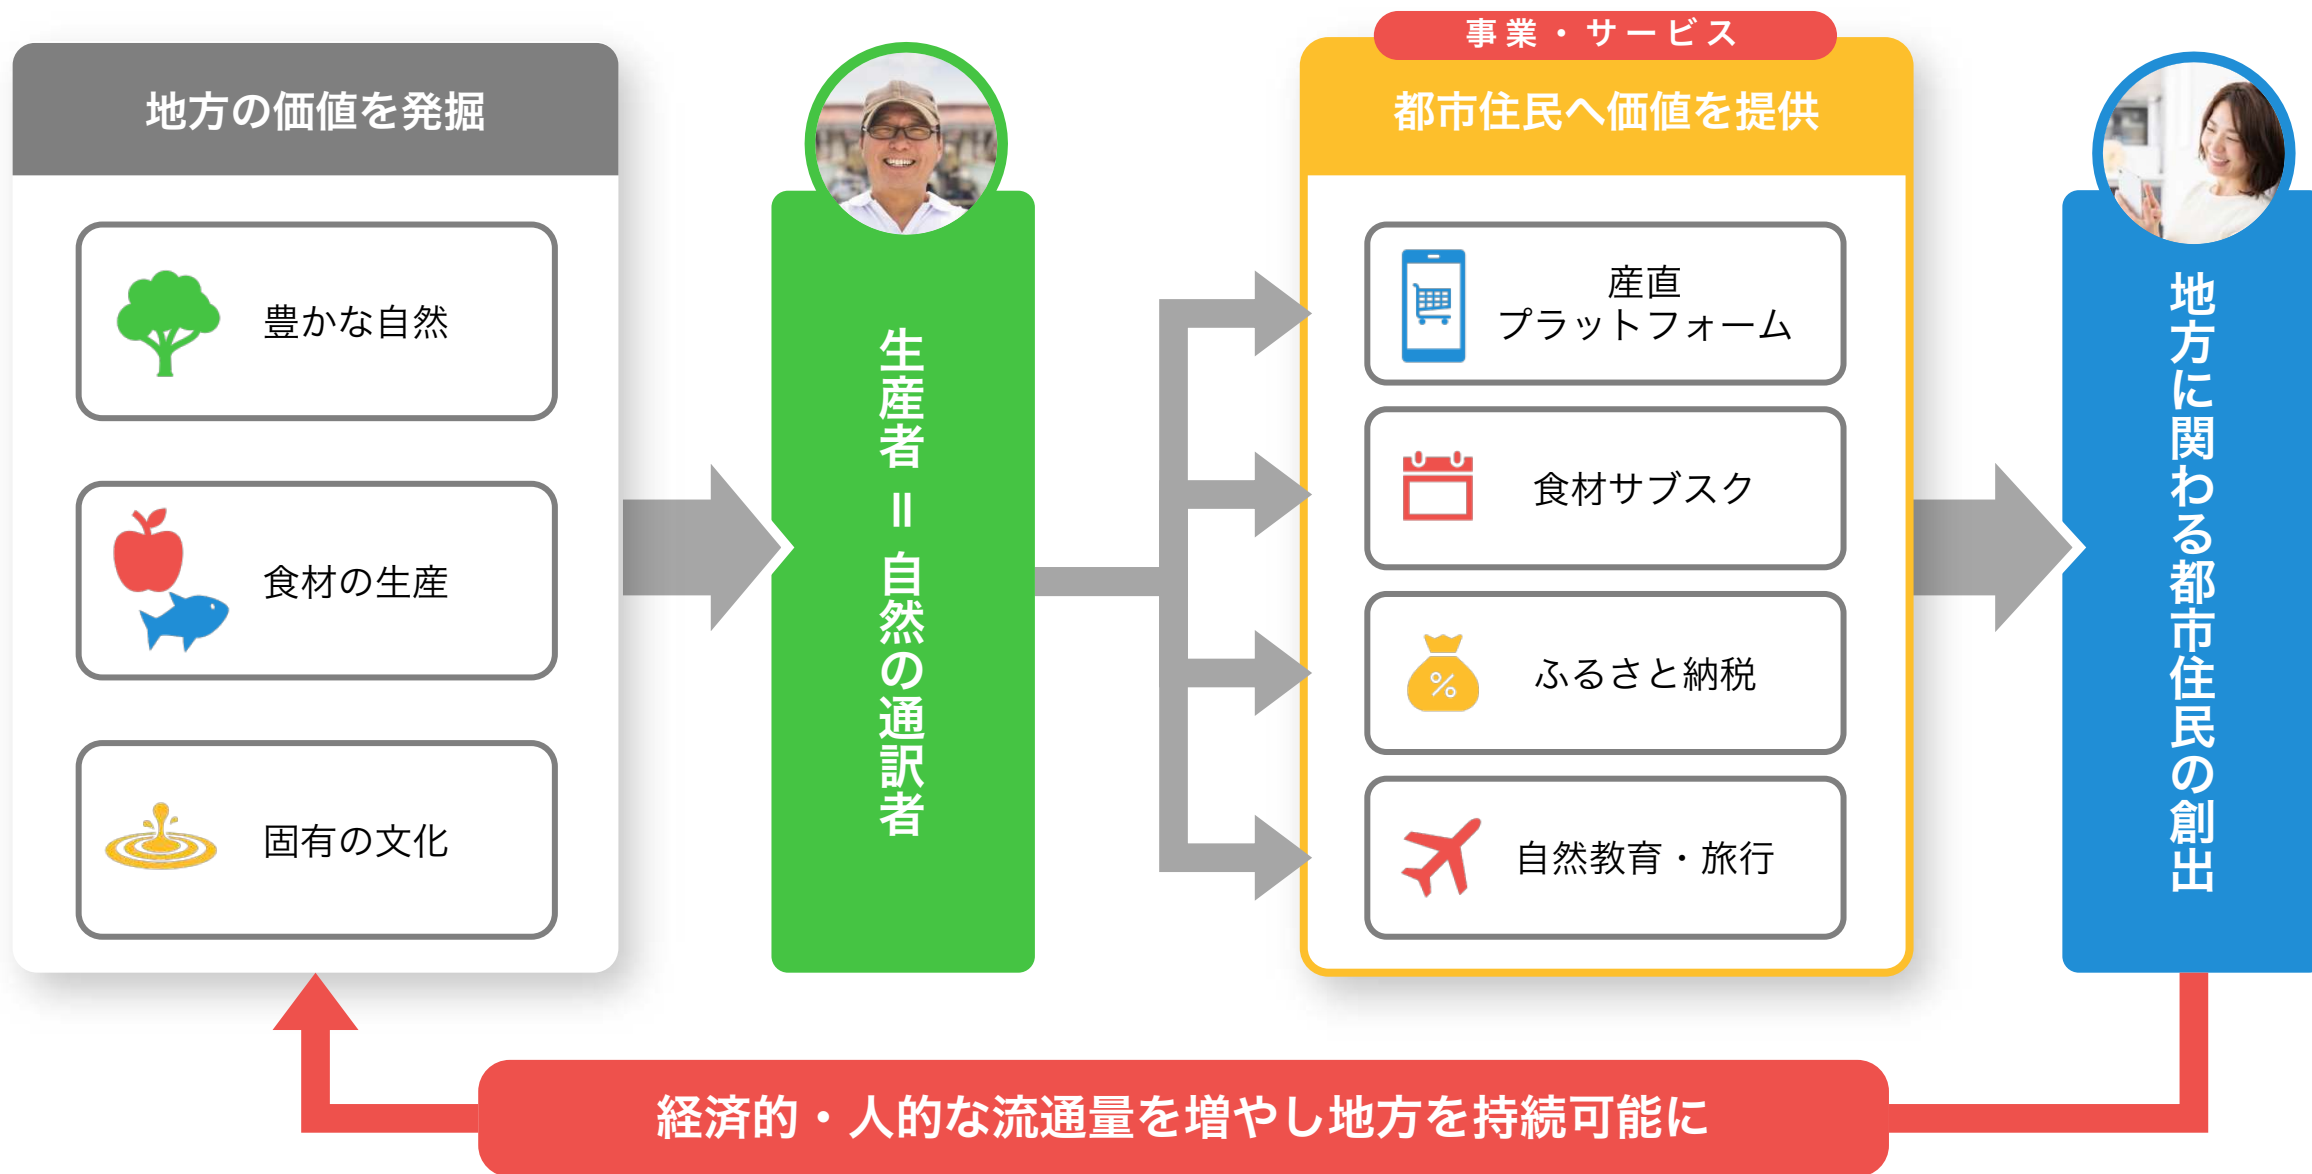 地方の価値を発掘
豊かな自然
食材の生産
固有の文化
生産者＝自然の通訳者
事業・サービス
都市住民へ価値を提供
産直
プラットフォーム
食材サブスク
ふるさと納税
自然教育・旅行
地方に関わる都市住民の創出
経済的・人的な流通量を増やし地方を持続可能に